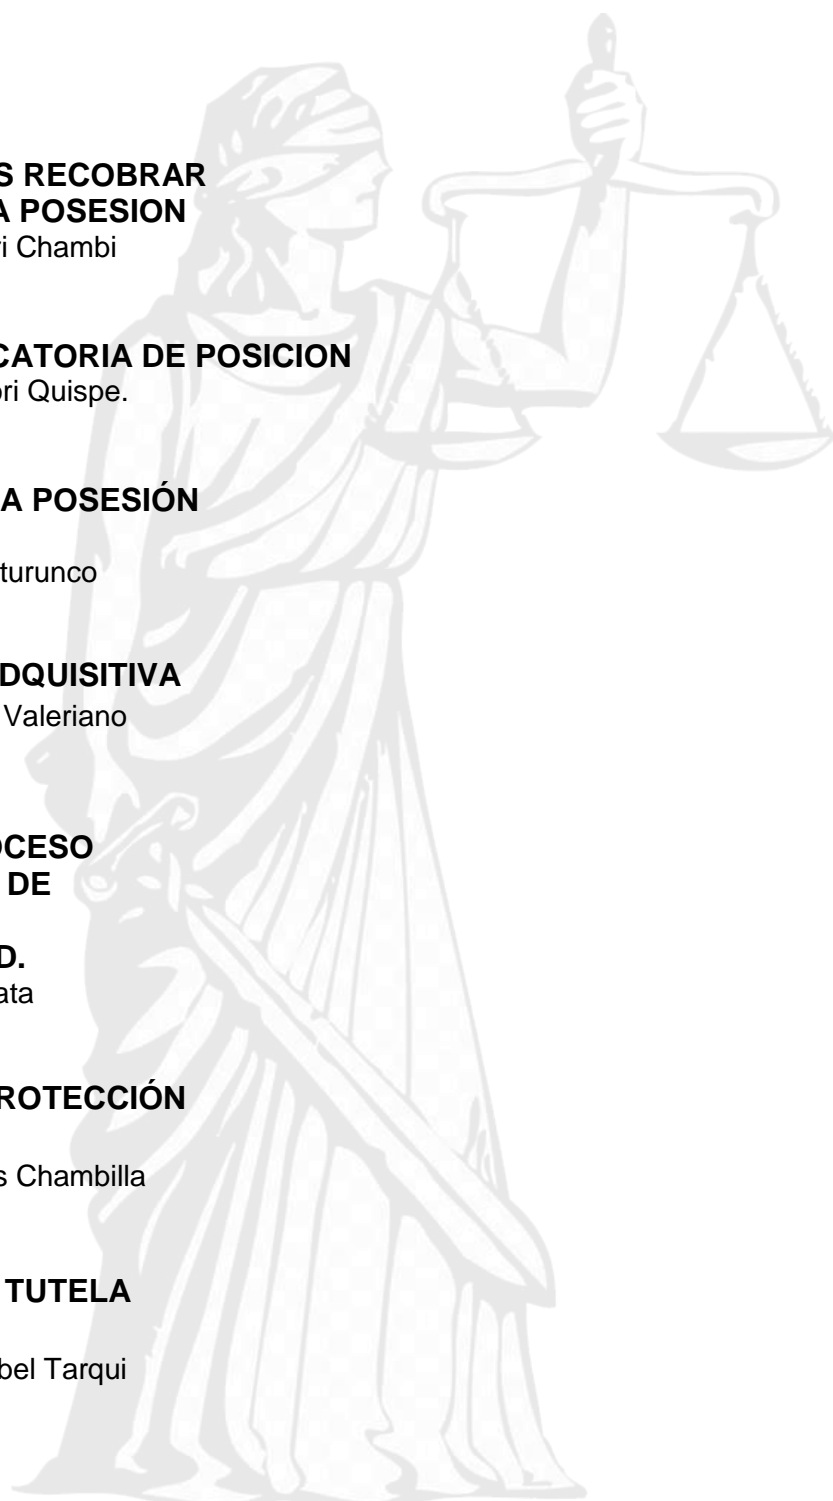 S RECOBRAR
A POSESION
ri Chambi
CATORIA DE POSICION
ori Quispe.
A POSESIÓN
turunco
DQUISITIVA
Valeriano
OCESO
DE
D.
ata
ROTECCIÓN
s Chambilla
TUTELA
bel Tarqui